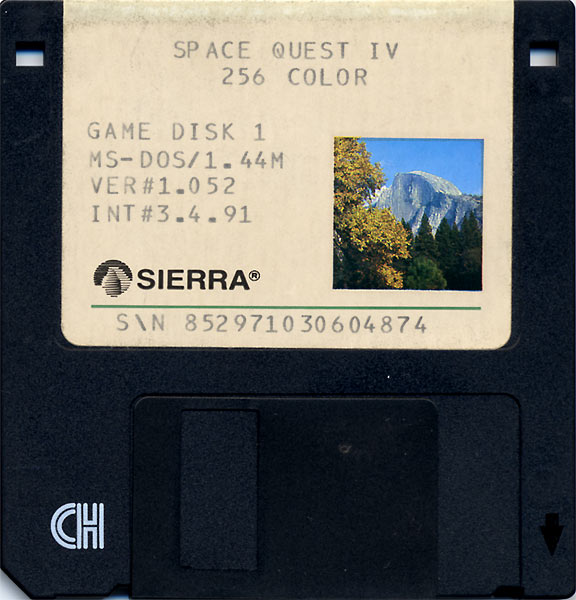 SPACE QUEST IV
256 COLOR
GAME DISK 1
MS-DOS/1.44M
VER#1.052
INT#3.4.91
SIERRA®
S\N 852971030604874
CH